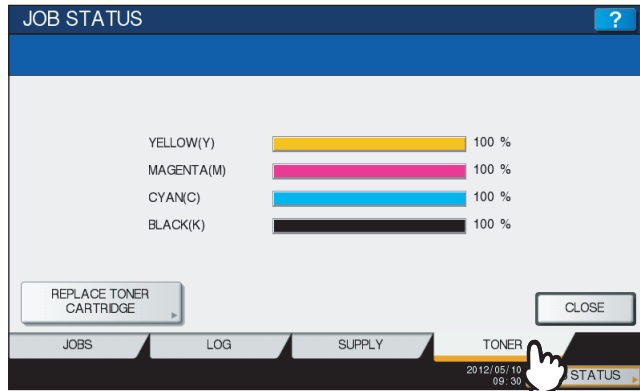 JOB STATUS
?
YELLOW(Y) 100 %
MAGENTA(M) 100 %
CYAN(C) 100 %
BLACK(K) 100 %
REPLACE TONER
CARTRIDGE
CLOSE
JOBS LOG SUPPLY TONER
2012/05/10
09:30
STATUS